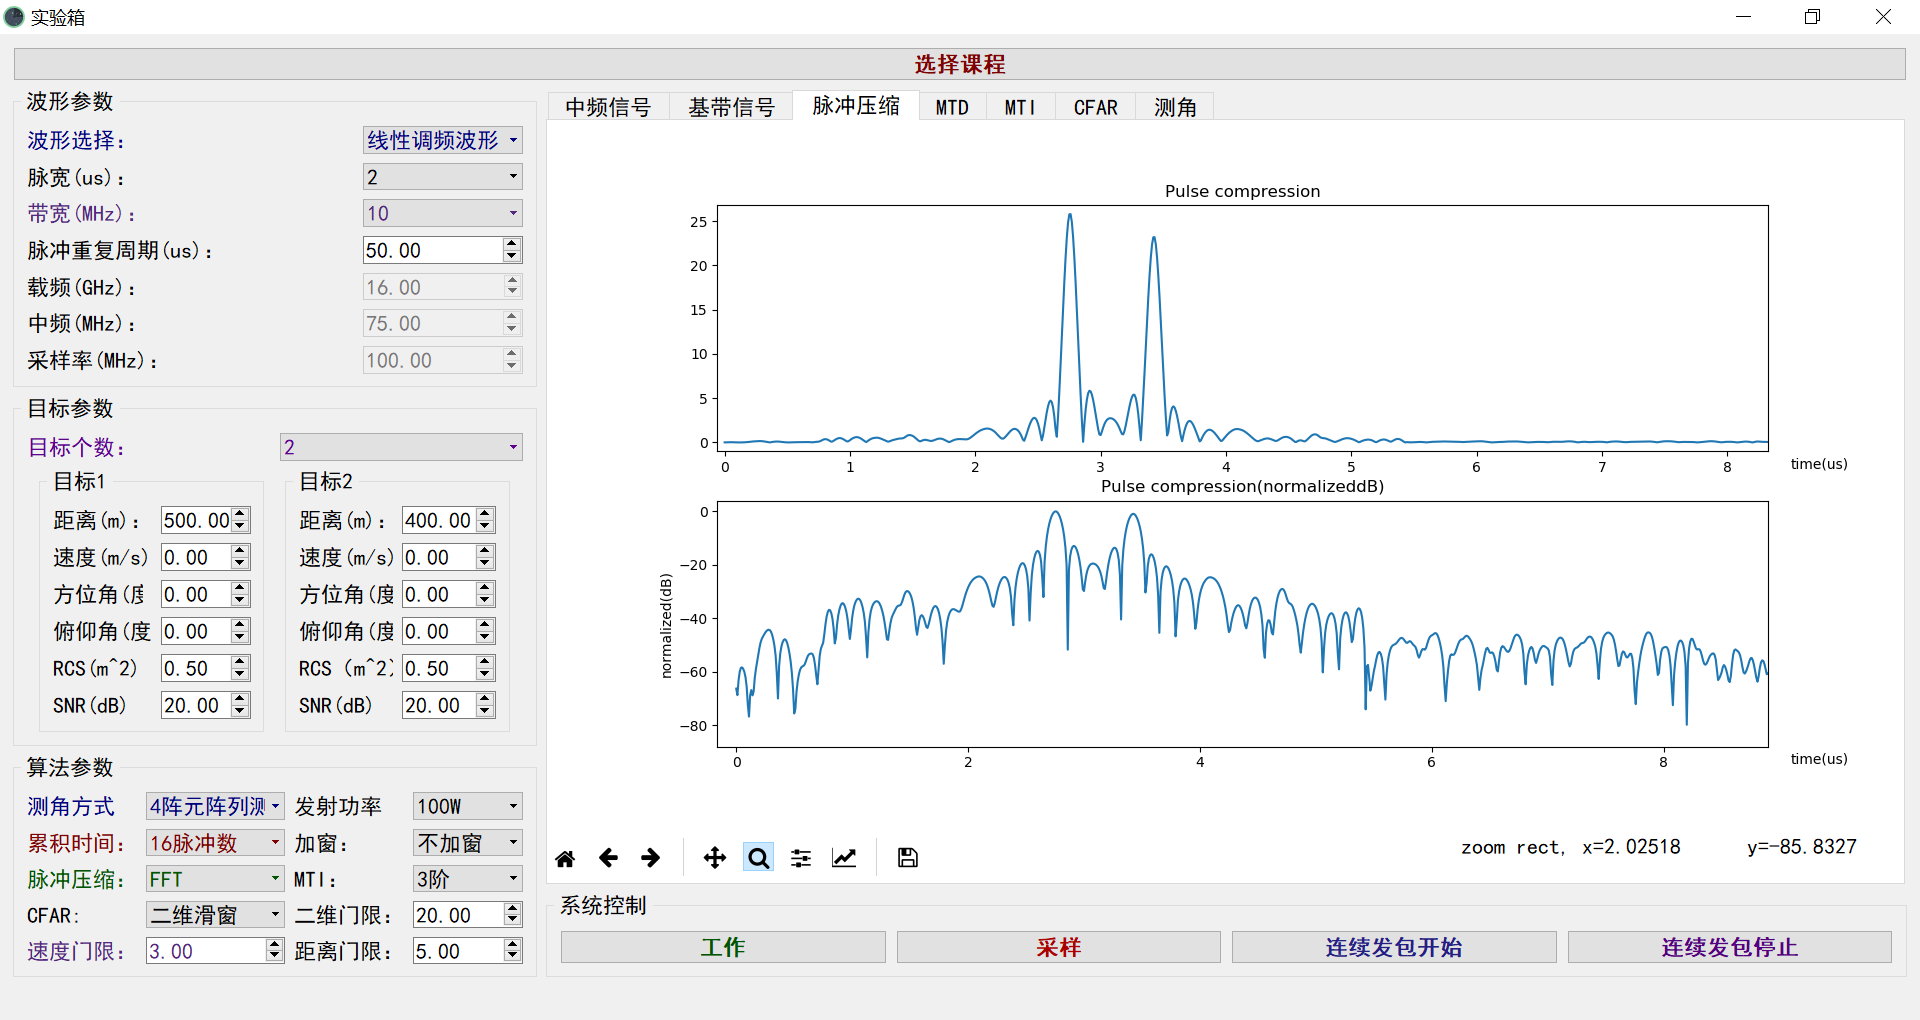 实验箱
选择课程
波形参数
波形选择: 线性调频波形
脉宽(us): 2
带宽(MHz): 10
脉冲重复周期(us): 50.00
载频(GHz): 16.00
中频(MHz): 75.00
采样率(MHz): 100.00
目标参数
目标个数: 2
目标1
距离(m): 500.00
速度(m/s) 0.00
方位角(度 0.00
俯仰角(度 0.00
RCS(m^2) 0.50
SNR(dB) 20.00
目标2
距离(m): 400.00
速度(m/s) 0.00
方位角(度 0.00
俯仰角(度 0.00
RCS (m^2) 0.50
SNR(dB) 20.00
算法参数
测角方式 4阵元阵列测 发射功率 100W
累积时间: 16脉冲数 加窗: 不加窗
脉冲压缩: FFT MTI: 3阶
CFAR: 二维滑窗 二维门限: 20.00
速度门限: 3.00 距离门限: 5.00
中频信号 基带信号 脉冲压缩 MTD MTI CFAR 测角
Pulse compression
25
20
15
10
5
0
0 1 2 3 4 5 6 7 8 time(us)
Pulse compression(normalizeddB)
normalized(dB)
0
−20
−40
−60
−80
0 2 4 6 8 time(us)
zoom rect, x=2.02518 y=-85.8327
系统控制
工作 采样 连续发包开始 连续发包停止